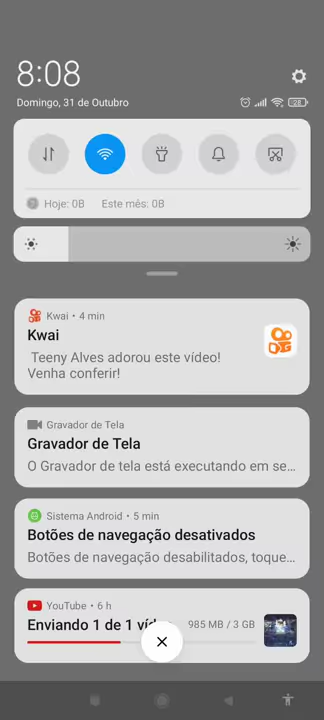 8:08
Domingo, 31 de Outubro
28
Hoje: 0B Este mês: 0B
Kwai • 4 min
Kwai
Teeny Alves adorou este vídeo!
Venha conferir!
Gravador de Tela
Gravador de Tela
O Gravador de tela está executando em se...
Sistema Android • 5 min
Botões de navegação desativados
Botões de navegação desabilitados, toque...
YouTube • 6 h
Enviando 1 de 1 víd 985 MB / 3 GB